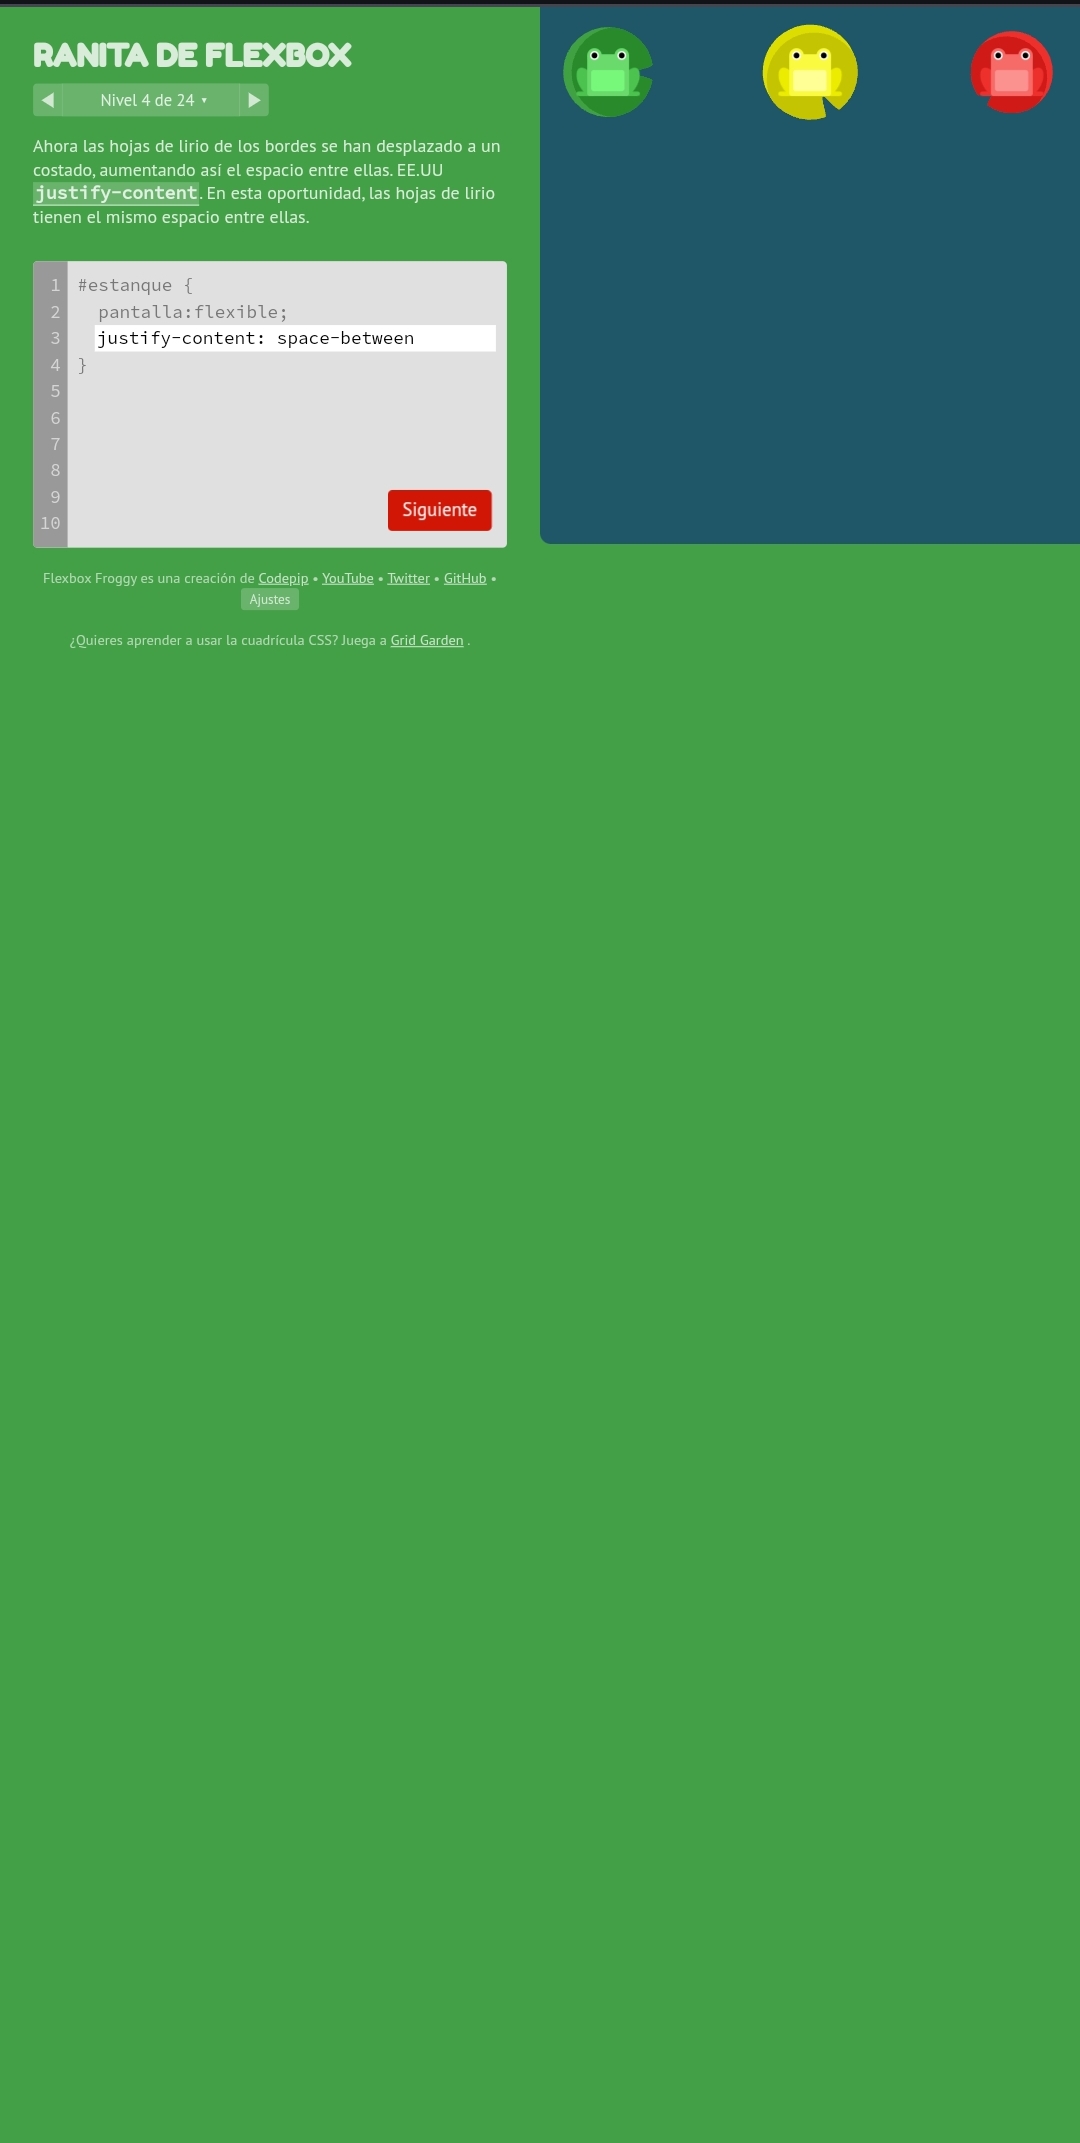 RANITA DE FLEXBOX
◀ Nivel 4 de 24 ▾ ▶
Ahora las hojas de lirio de los bordes se han desplazado a un
costado, aumentando así el espacio entre ellas. EE.UU
justify-content. En esta oportunidad, las hojas de lirio
tienen el mismo espacio entre ellas.
1 #estanque {
2 pantalla:flexible;
3 justify-content: space-between
4 }
5
6
7
8
9
Siguiente
10
Flexbox Froggy es una creación de Codepip • YouTube • Twitter • GitHub •
Ajustes
¿Quieres aprender a usar la cuadrícula CSS? Juega a Grid Garden .